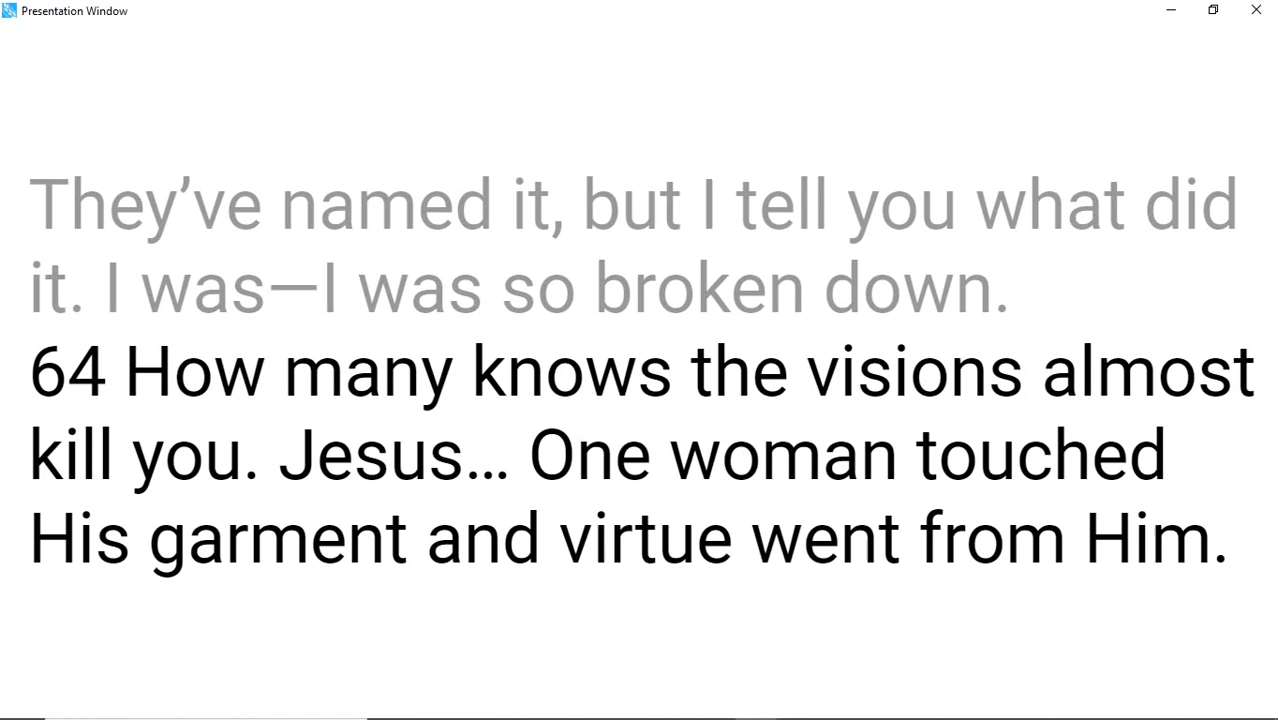 Presentation Window
They’ve named it, but I tell you what did
it. I was—I was so broken down.
64 How many knows the visions almost
kill you. Jesus… One woman touched
His garment and virtue went from Him.